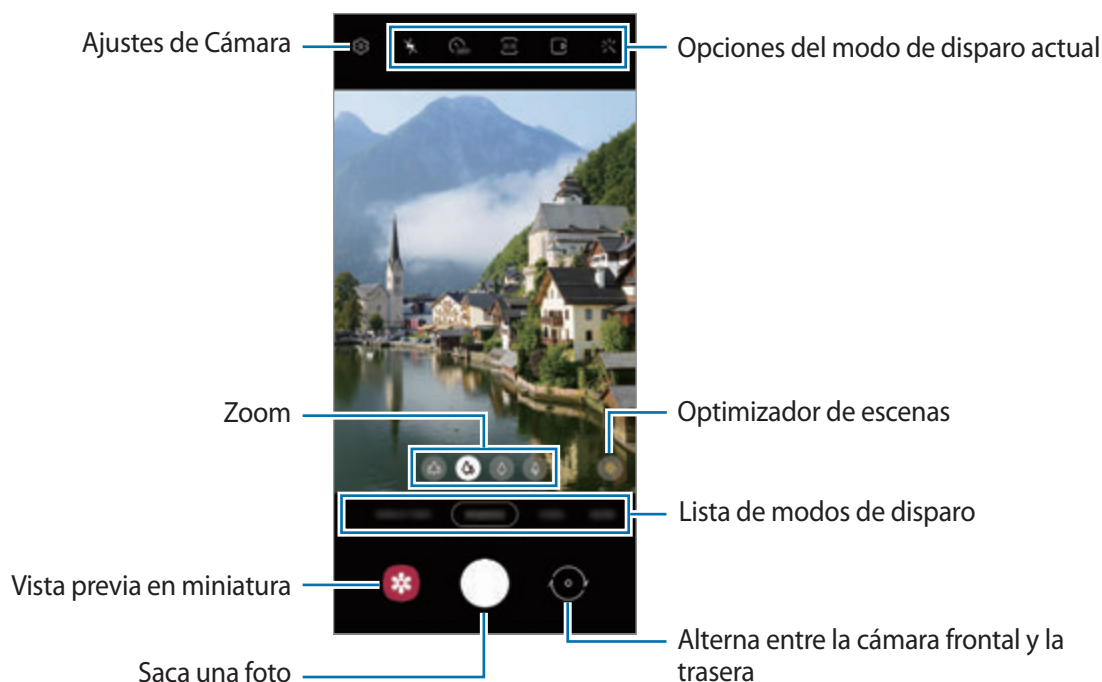 Ajustes de Cámara
Opciones del modo de disparo actual
Zoom
Optimizador de escenas
Lista de modos de disparo
Vista previa en miniatura
Saca una foto
Alterna entre la cámara frontal y la
trasera